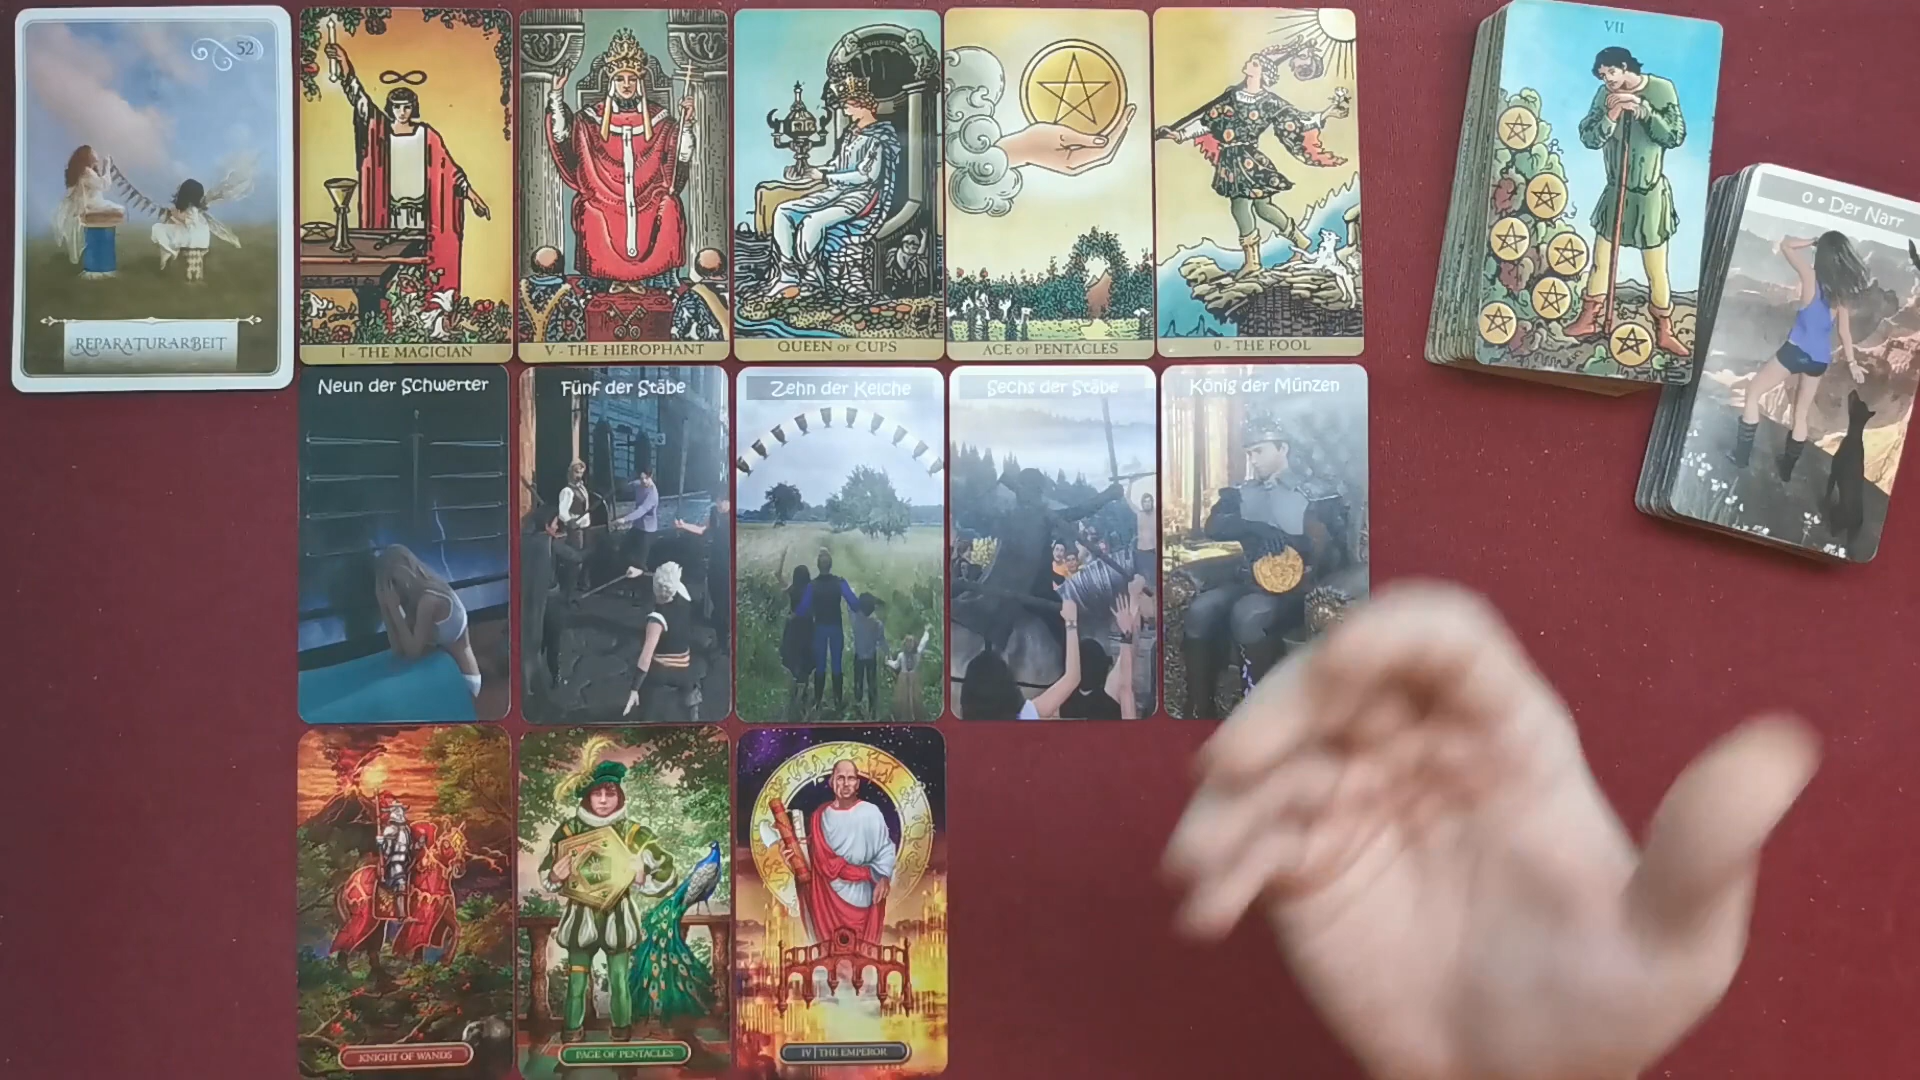 52
REPARATURARBEIT
I - THE MAGICIAN
V - THE HIEROPHANT
QUEEN OF CUPS
ACE OF PENTACLES
0 - THE FOOL
VII
0 • Der Narr
Neun der Schwerter
Fünf der Stäbe
Zehn der Kelche
Sechs der Stäbe
König der Münzen
KNIGHT OF WANDS
PAGE OF PENTACLES
IV | THE EMPEROR